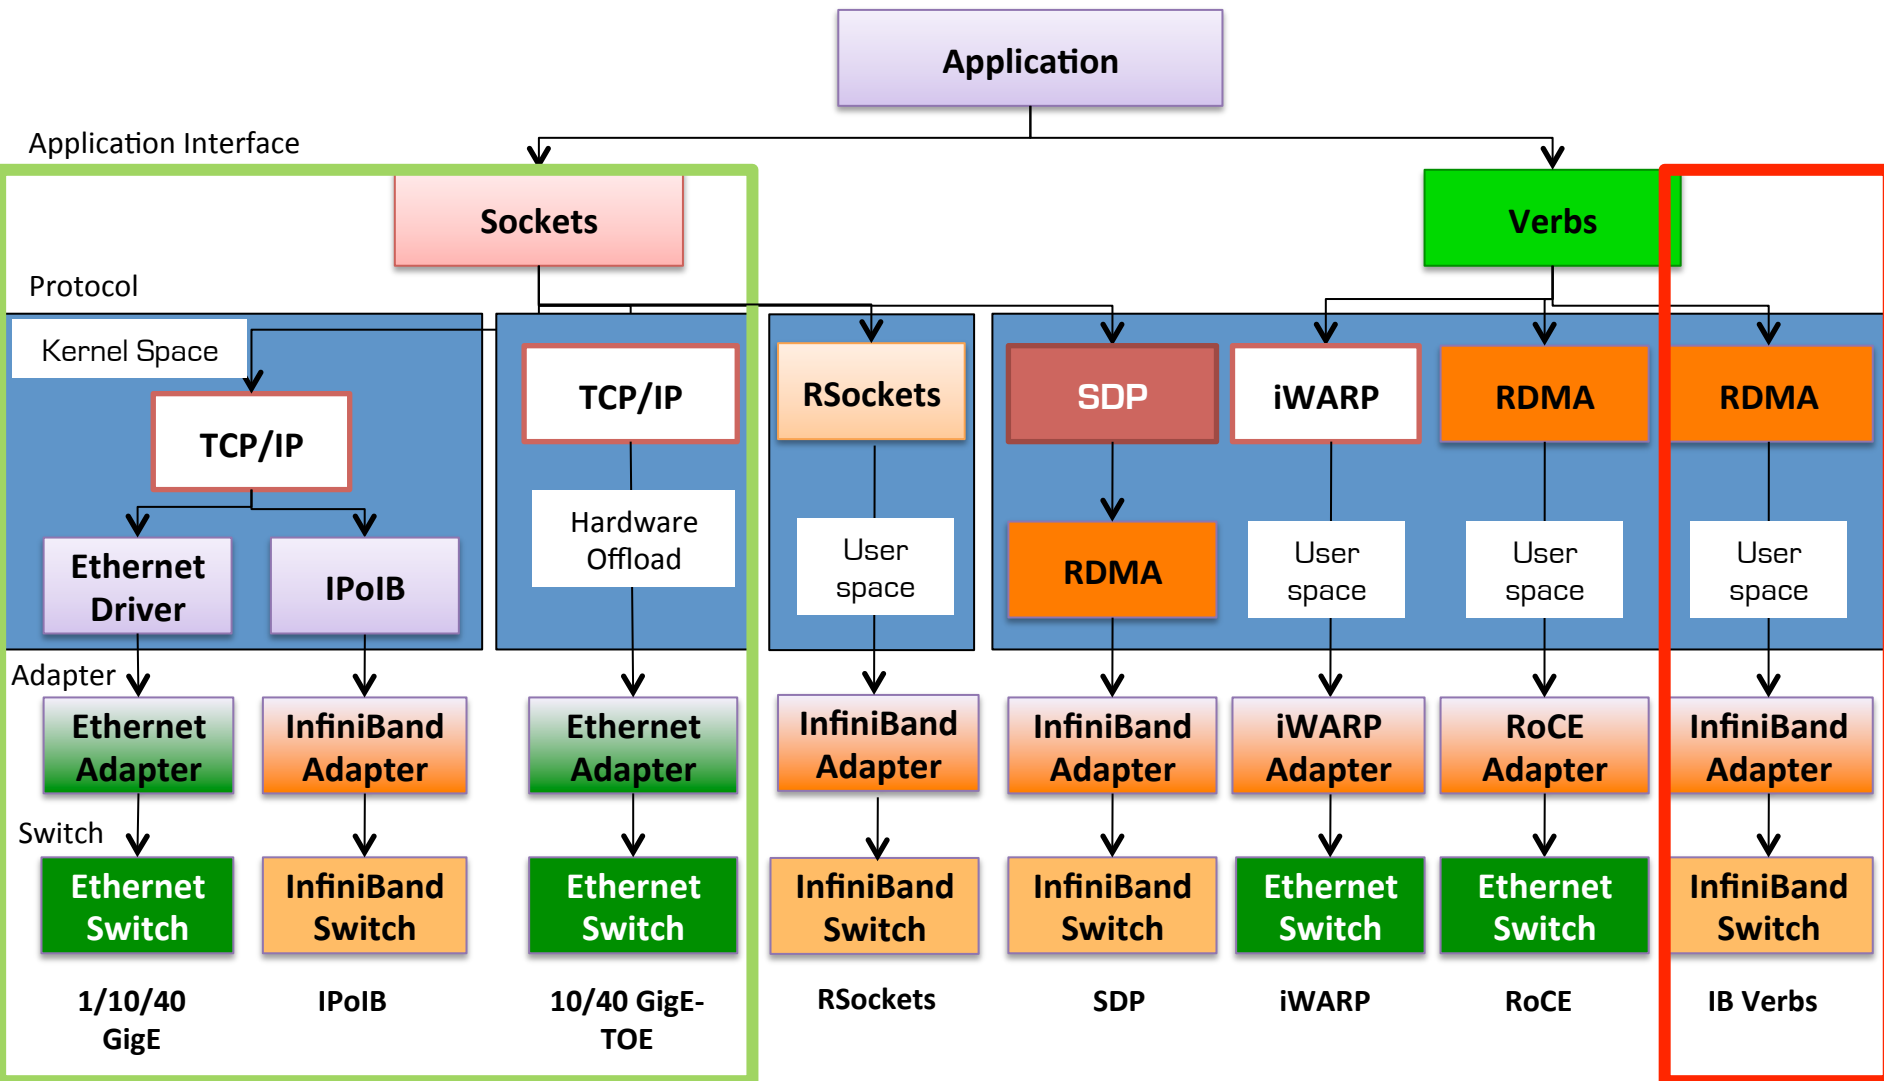 Application
Application Interface
Sockets
Verbs
Protocol
Kernel Space
TCP/IP
TCP/IP
RSockets
SDP
iWARP
RDMA
RDMA
Hardware
Offload
Ethernet
Driver
IPoIB
User
space
RDMA
User
space
User
space
User
space
Adapter
Ethernet
Adapter
InfiniBand
Adapter
Ethernet
Adapter
InfiniBand
Adapter
InfiniBand
Adapter
iWARP
Adapter
RoCE
Adapter
InfiniBand
Adapter
Switch
Ethernet
Switch
InfiniBand
Switch
Ethernet
Switch
InfiniBand
Switch
InfiniBand
Switch
Ethernet
Switch
Ethernet
Switch
InfiniBand
Switch
1/10/40
GigE
IPoIB
10/40 GigE-
TOE
RSockets
SDP
iWARP
RoCE
IB Verbs